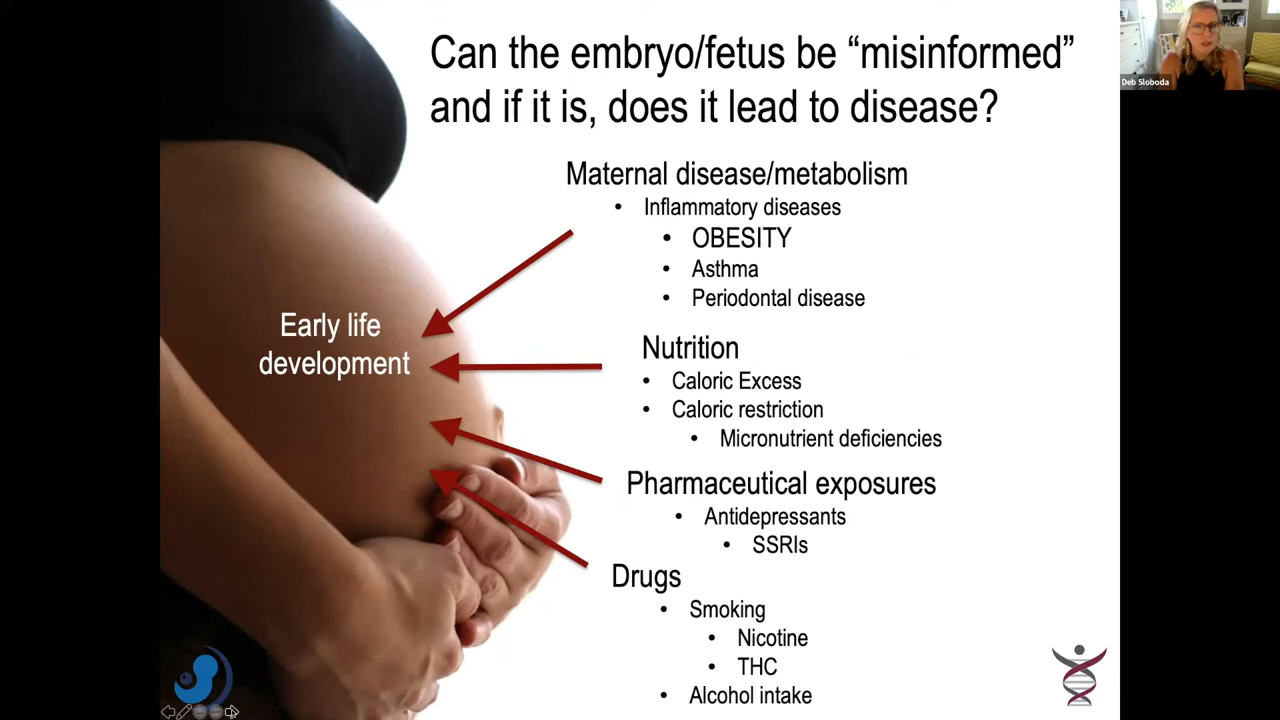 Can the embryo/fetus be “misinformed”
and if it is, does it lead to disease?
Deb Sloboda
Maternal disease/metabolism
• Inflammatory diseases
• OBESITY
• Asthma
• Periodontal disease
Early life
development
Nutrition
• Caloric Excess
• Caloric restriction
• Micronutrient deficiencies
Pharmaceutical exposures
• Antidepressants
• SSRIs
Drugs
• Smoking
• Nicotine
• THC
• Alcohol intake